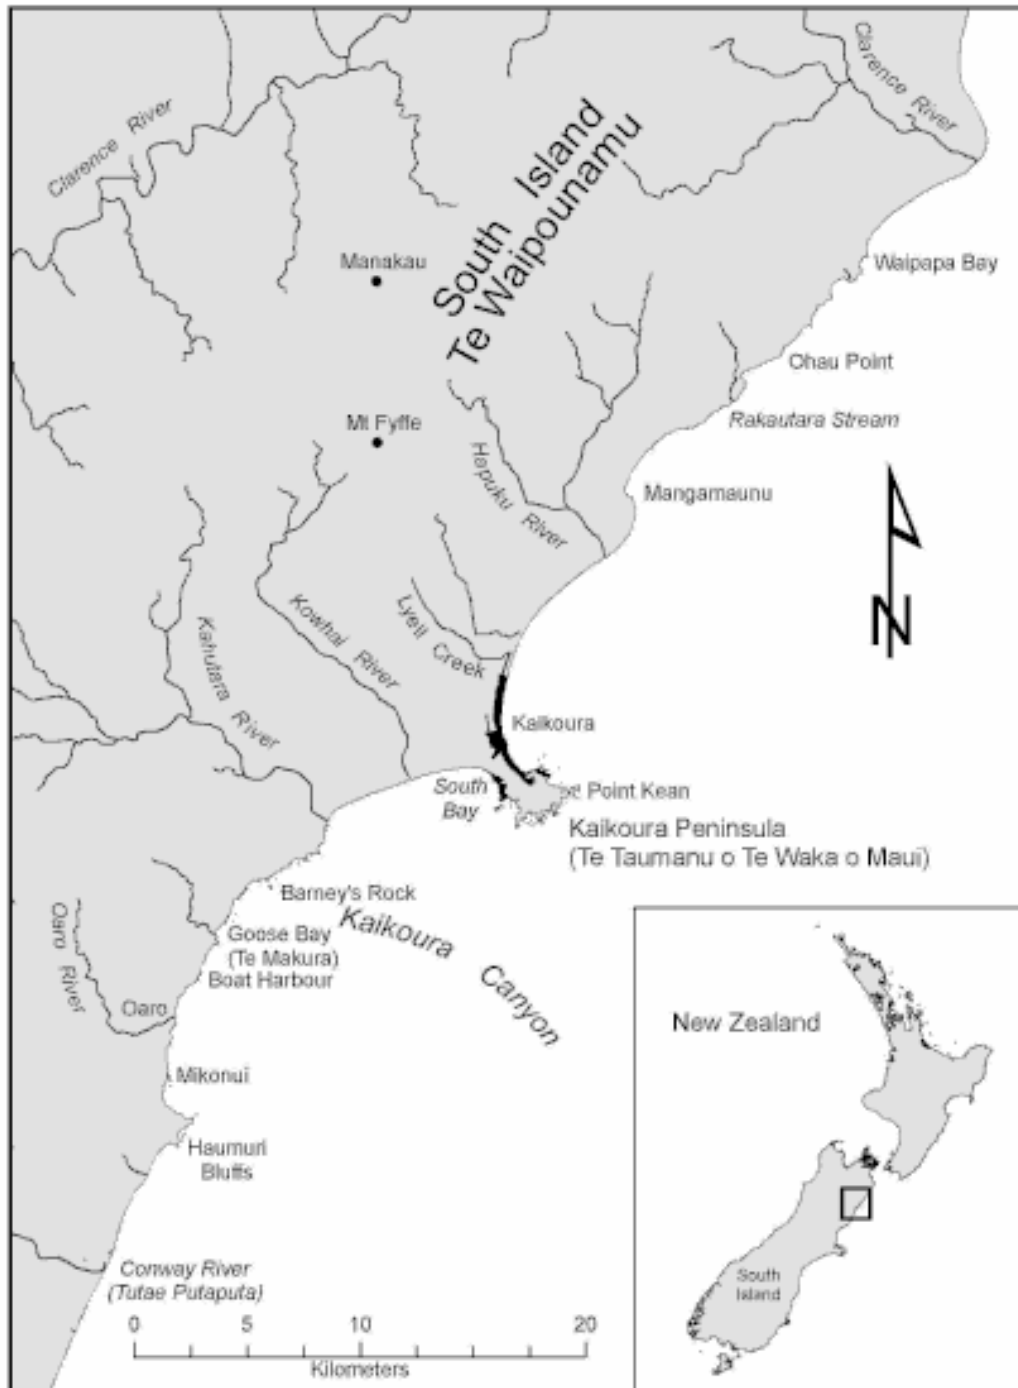 Clarence River
Clarence River
South Island
Te Waipounamu
Manakau
Waipapa Bay
Ohau Point
Rakautara Stream
Mt Fyffe
Hapuku River
Mangamaunu
N
Kahutara River
Kowhai River
Lyell Creek
Kaikoura
South
Bay
Point Kean
Kaikoura Peninsula
(Te Taumanu o Te Waka o Maui)
Barney's Rock
Kaikoura Canyon
Goose Bay
(Te Makura)
Boat Harbour
Oaro River
Oaro
Mikonui
Haumuri
Bluffs
Conway River
(Tutae Putaputa)
0 5 10 20
Kilometers
New Zealand
South
Island